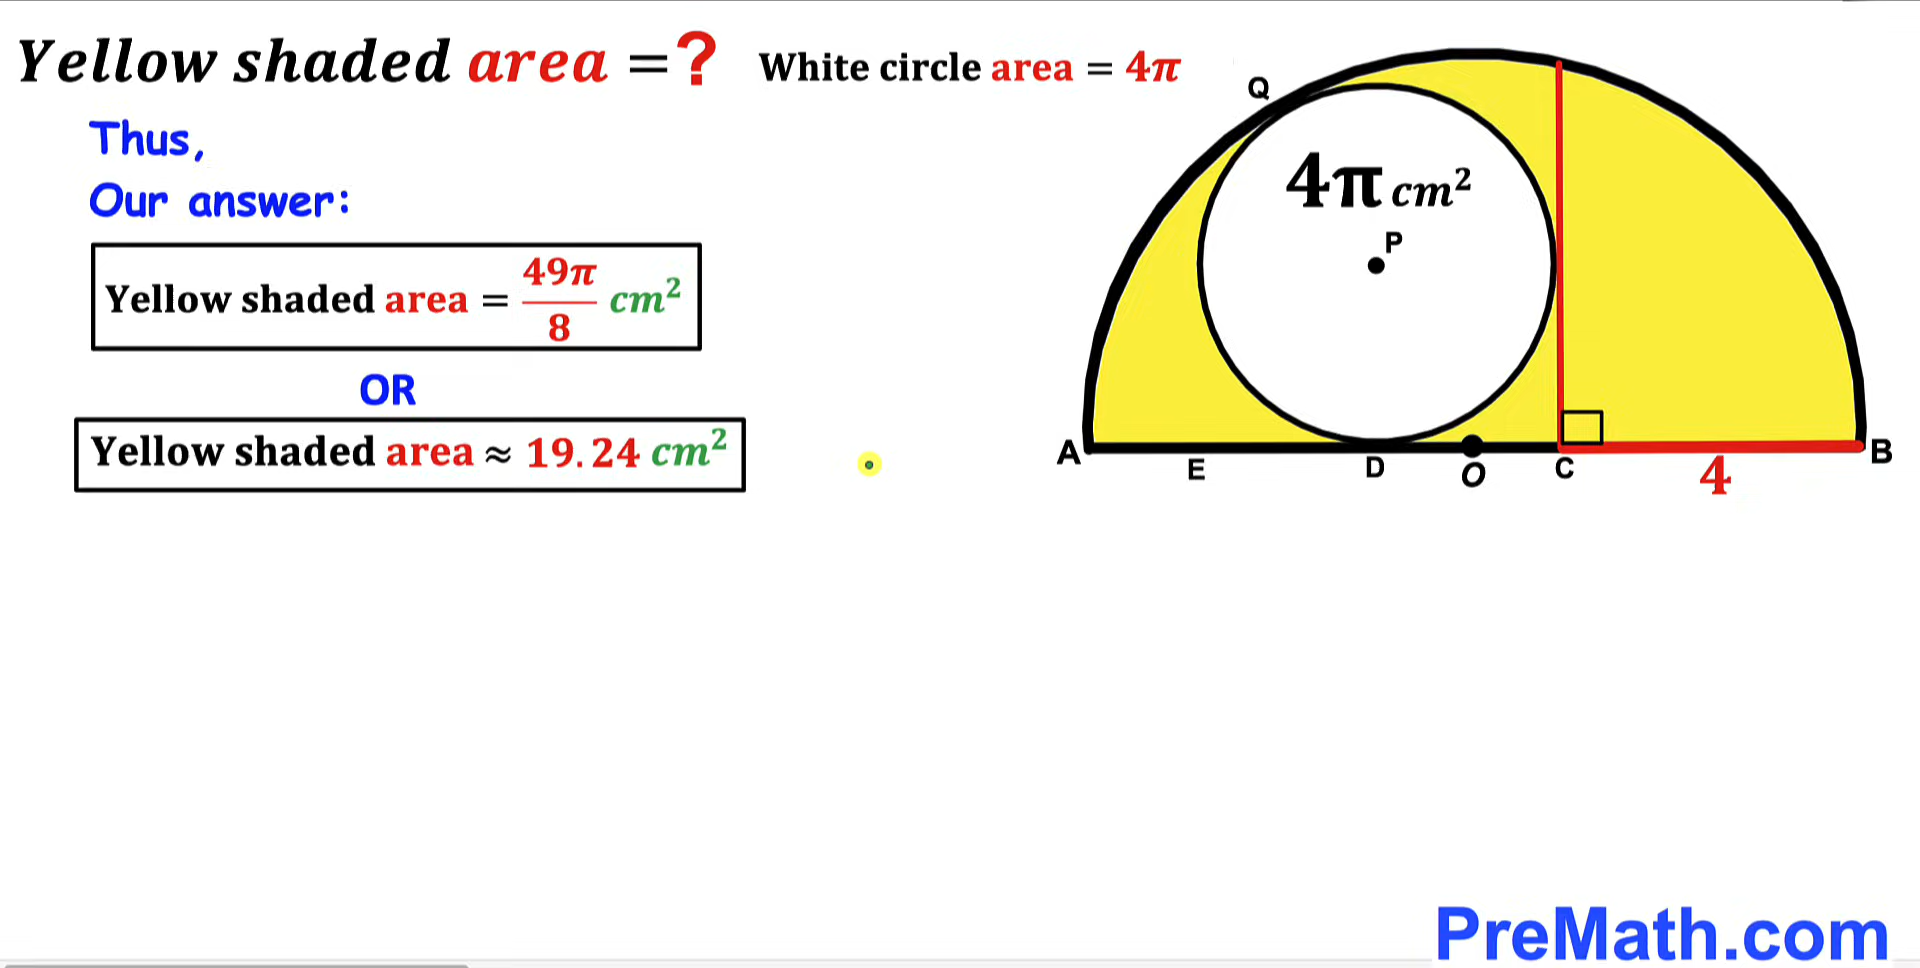 Yellow shaded area =? White circle area = 4π
Thus,
Our answer:
Yellow shaded area = 49π/8 cm²
OR
Yellow shaded area ≈ 19.24 cm²
Q
4π cm²
P
A
E
D
O
C
4
B
PreMath.com